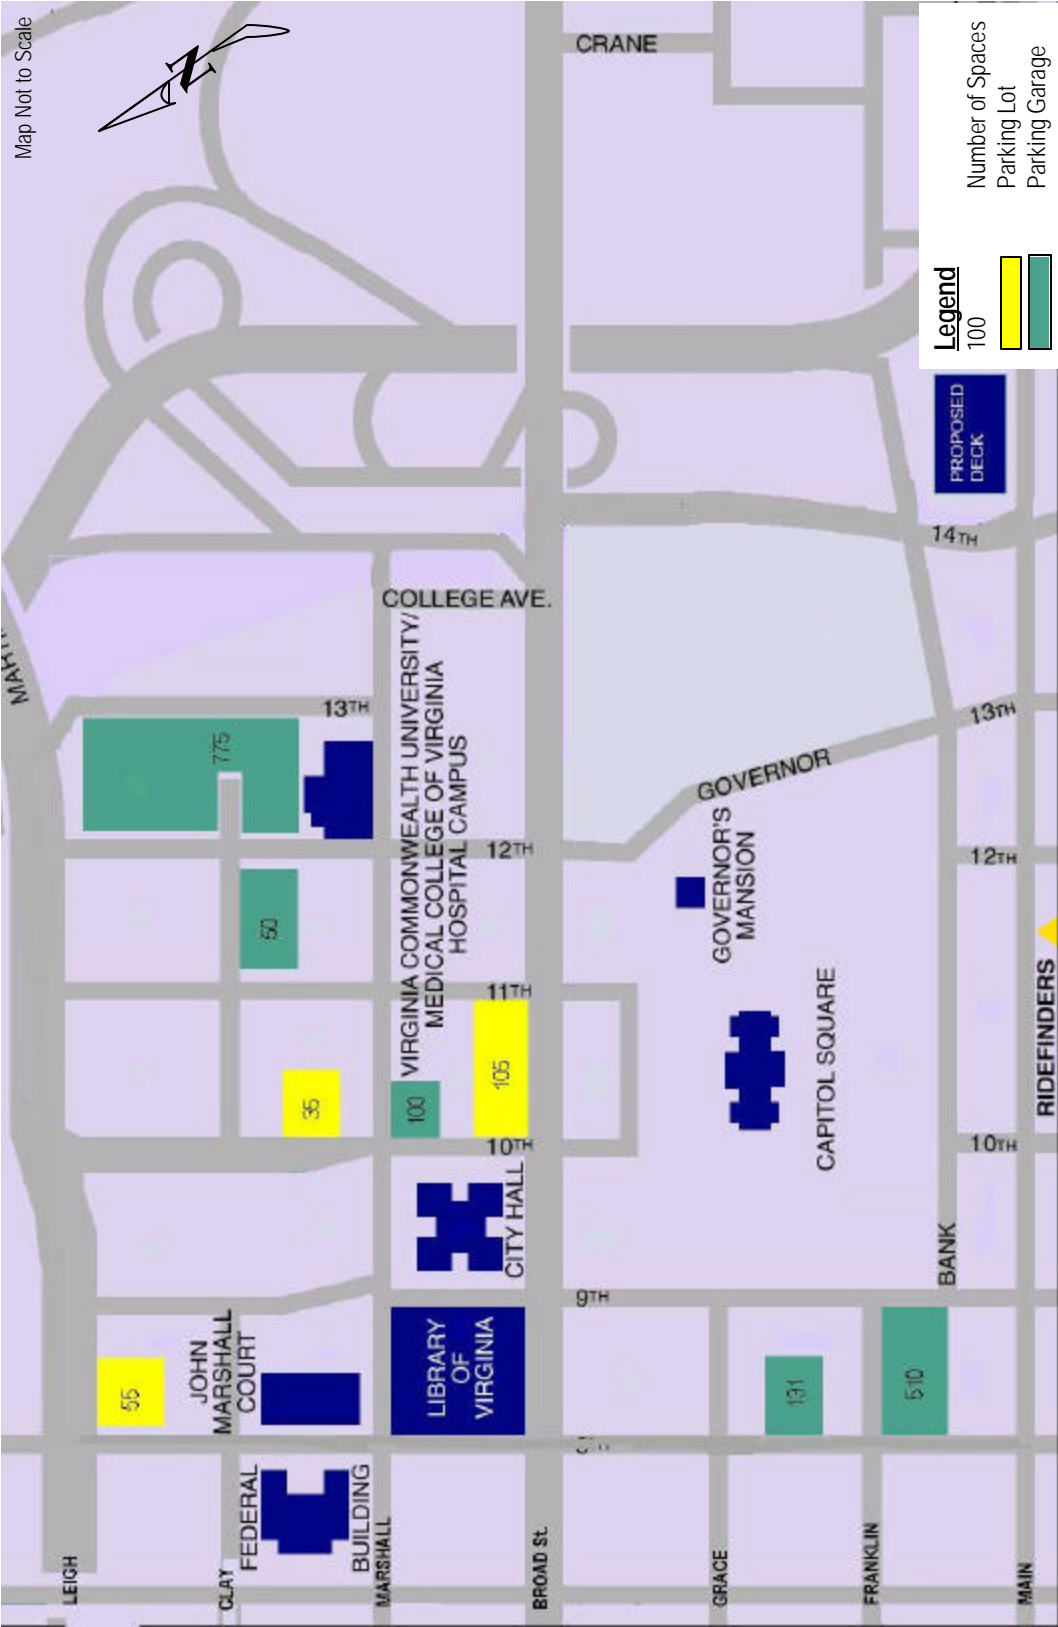 Map Not to Scale
N
CRANE
Legend
100 Number of Spaces
Parking Lot
Parking Garage
PROPOSED
DECK
14TH
COLLEGE AVE.
13TH
775
VIRGINIA COMMONWEALTH UNIVERSITY/
MEDICAL COLLEGE OF VIRGINIA
HOSPITAL CAMPUS
GOVERNOR
13TH
12TH
12TH
50
GOVERNOR'S
MANSION
11TH
RIDEFINDERS
35
100
105
CAPITOL SQUARE
10TH
10TH
CITY HALL
BANK
9TH
55
JOHN
MARSHALL
COURT
LIBRARY
OF
VIRGINIA
191
510
FEDERAL
BUILDING
LEIGH
CLAY
MARSHALL
BROAD St.
GRACE
FRANKLIN
MAIN